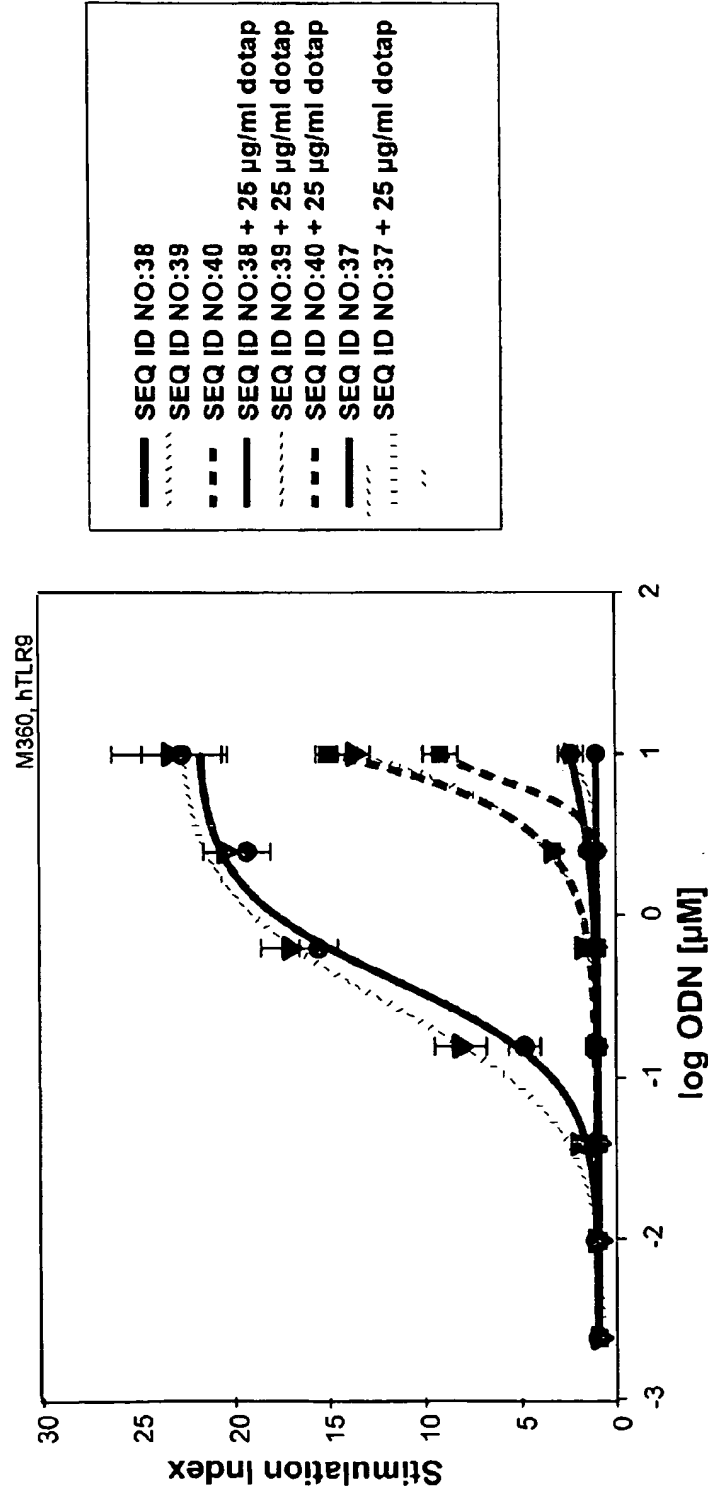 M360, hTLR9
Stimulation Index
30
25
20
15
10
5
0
-3
-2
-1
0
1
2
log ODN [µM]
SEQ ID NO:38
SEQ ID NO:39
SEQ ID NO:40
SEQ ID NO:38 + 25 µg/ml dotap
SEQ ID NO:39 + 25 µg/ml dotap
SEQ ID NO:40 + 25 µg/ml dotap
SEQ ID NO:37
SEQ ID NO:37 + 25 µg/ml dotap